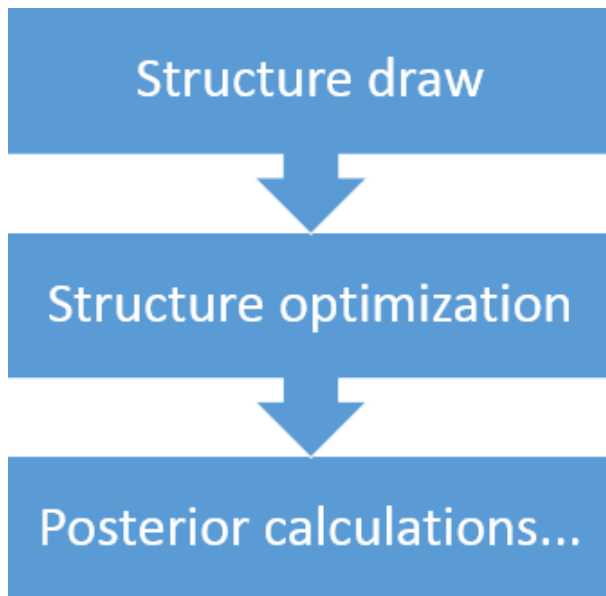 Structure draw
Structure optimization
Posterior calculations...